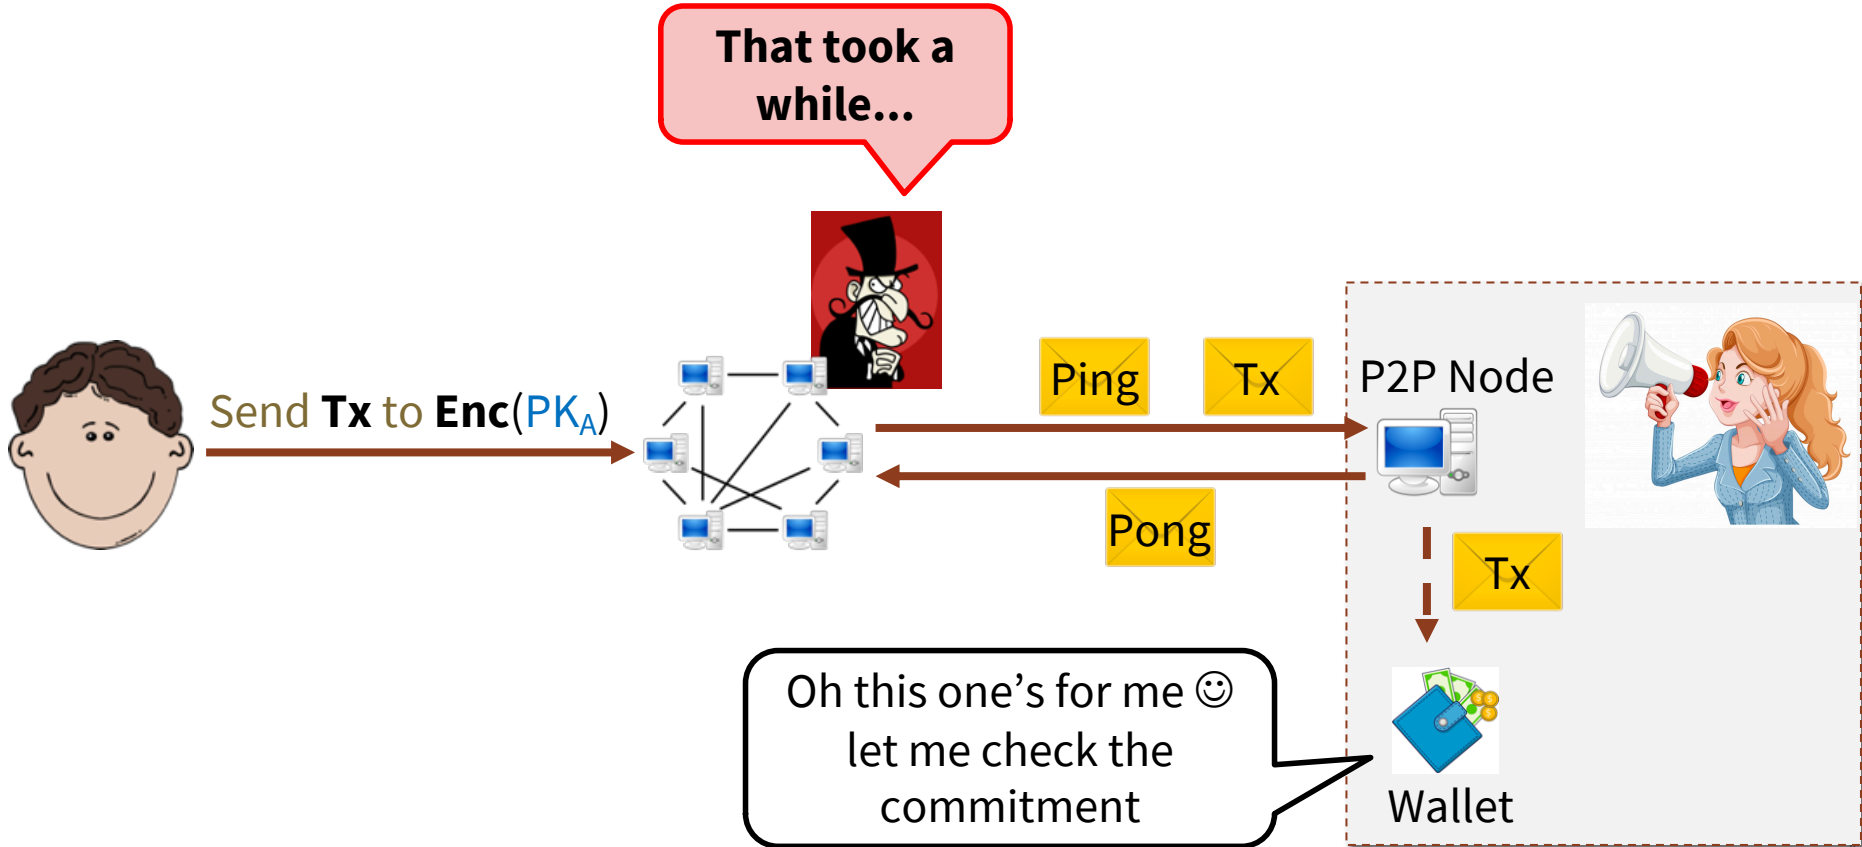 That took a
while...
Send Tx to Enc(PK_A)
Ping
Tx
P2P Node
Pong
Tx
Oh this one’s for me ☺
let me check the
commitment
Wallet